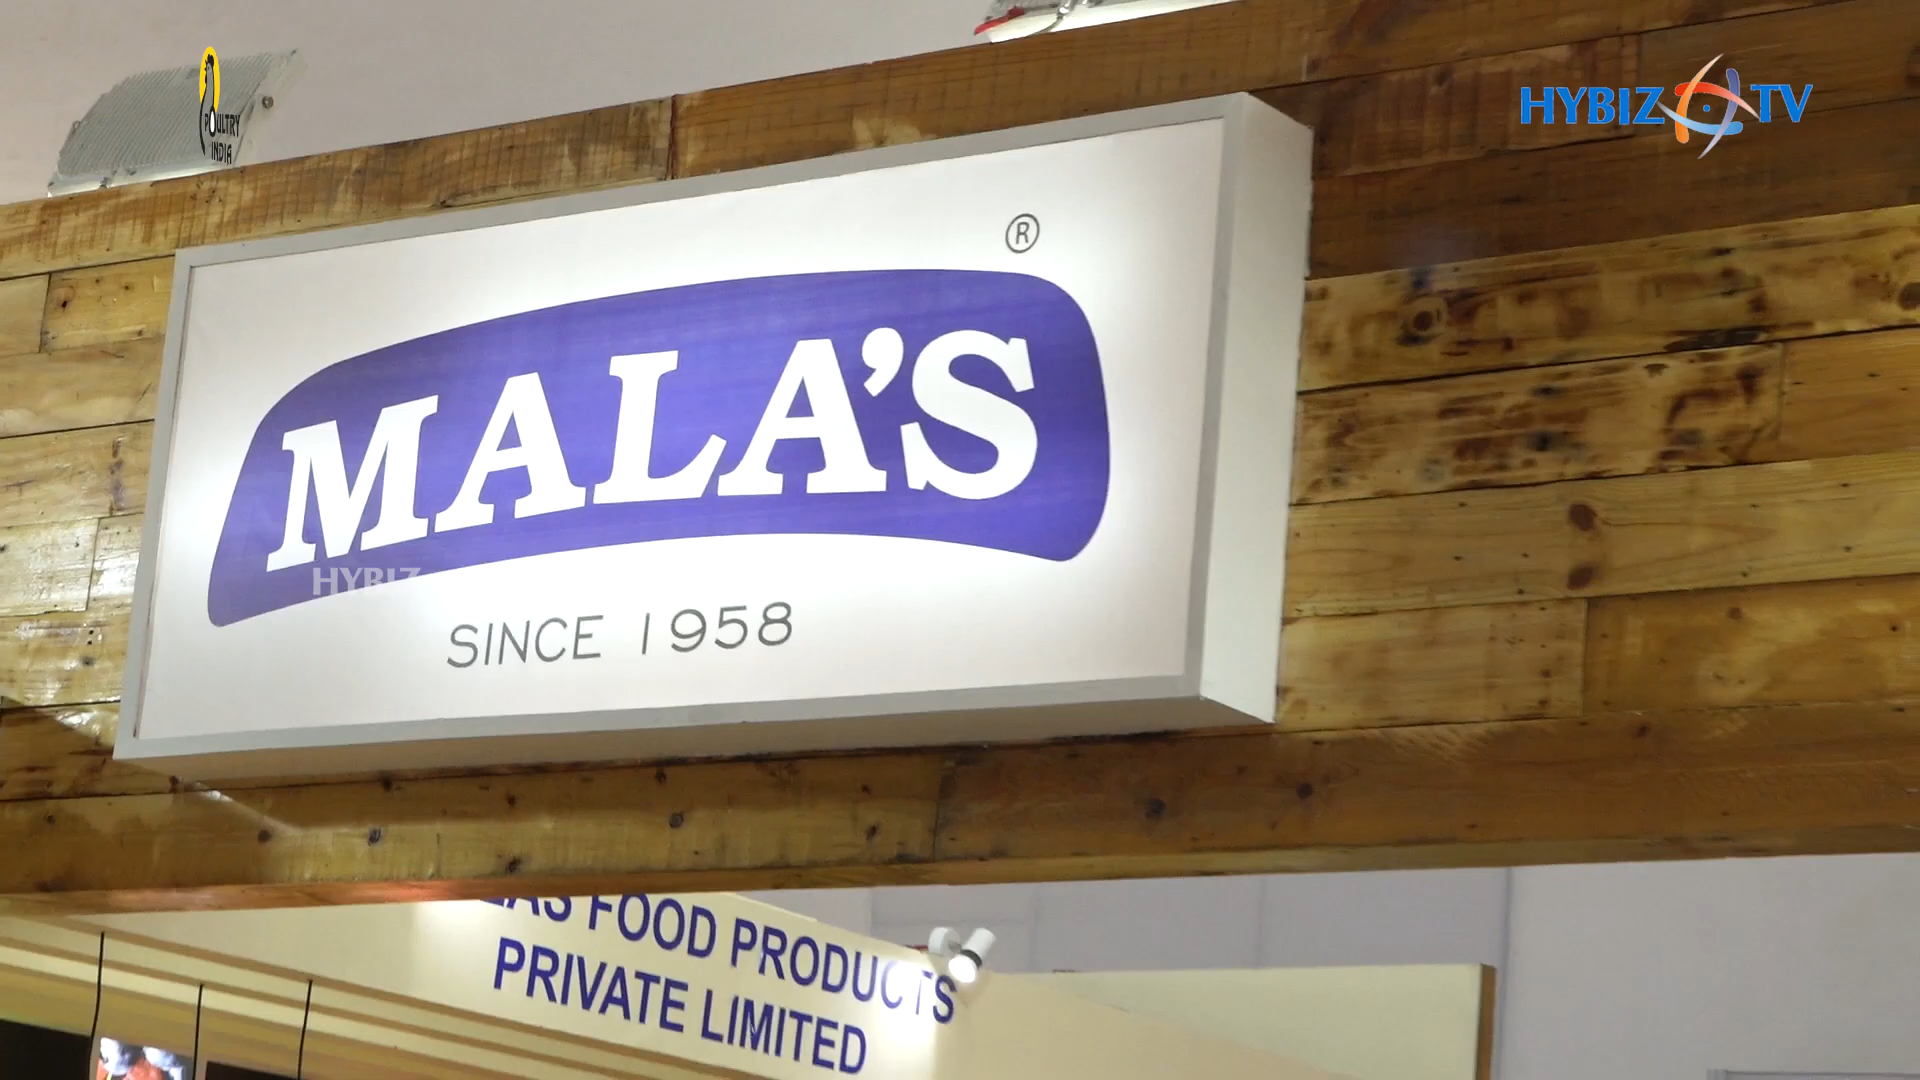 POULTRY
INDIA
HYBIZ TV
®
MALA'S
HYBIZ
SINCE 1958
FOOD PRODUCTS
PRIVATE LIMITED